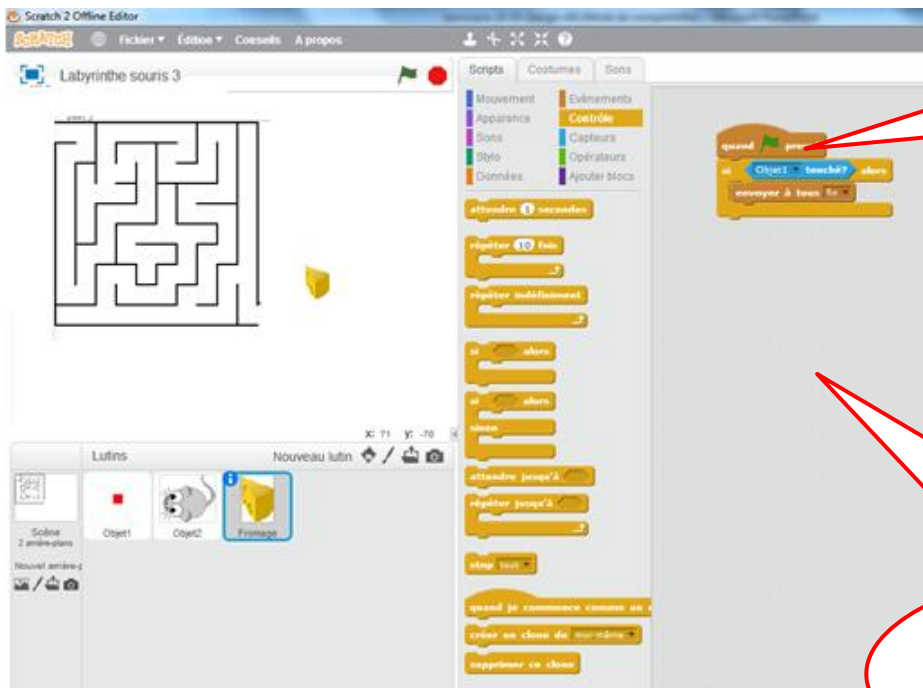 Scratch 2 Offline Editor
SCRATCH Fichier Édition Conseils A propos
Labyrinthe souris 3
Scripts Costumes Sons
Mouvement Evènements
Apparence Contrôle
Sons Capteurs
Stylo Opérateurs
Données Ajouter blocs
quand pressé
si Objet1 touché? alors
envoyer à tous fin
attendre 1 secondes
répéter 10 fois
répéter indéfiniment
si alors
si alors
sinon
attendre jusqu'à
répéter jusqu'à
stop tout
quand je commence comme un
créer un clone de moi-même
supprimer ce clone
X: 71 y: -70
Lutins Nouveau lutin
Scène
2 arrière-plans
Nouvel arrière-p
Objet1 Objet2 Fromage